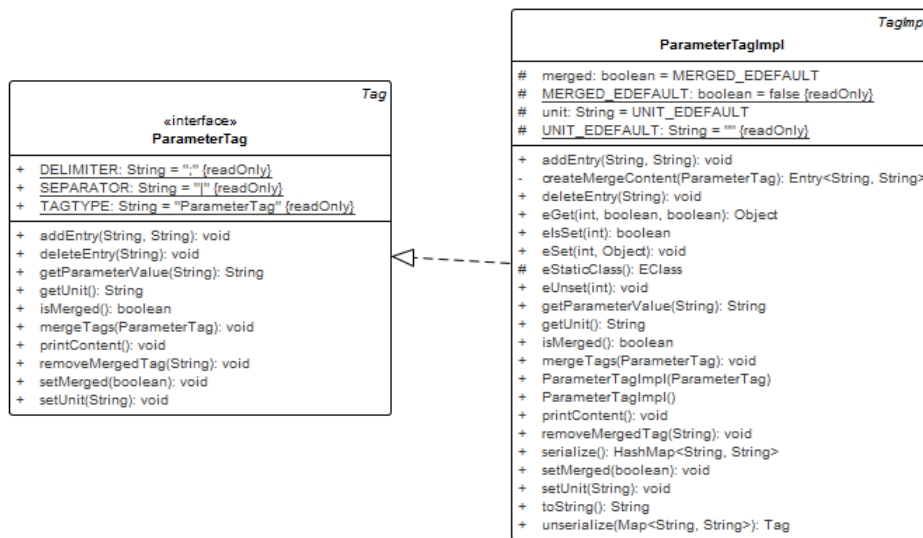 Tag
«interface»
ParameterTag
+ DELIMITER: String = ";" {readOnly}
+ SEPARATOR: String = "|" {readOnly}
+ TAGTYPE: String = "ParameterTag" {readOnly}
+ addEntry(String, String): void
+ deleteEntry(String): void
+ getParameterValue(String): String
+ getUnit(): String
+ isMerged(): boolean
+ mergeTags(ParameterTag): void
+ printContent(): void
+ removeMergedTag(String): void
+ setMerged(boolean): void
+ setUnit(String): void
TagImp
ParameterTagImpl
# merged: boolean = MERGED_EDEFAULT
# MERGED_EDEFAULT: boolean = false {readOnly}
# unit: String = UNIT_EDEFAULT
# UNIT_EDEFAULT: String = "" {readOnly}
+ addEntry(String, String): void
- createMergeContent(ParameterTag): Entry<String, String>
+ deleteEntry(String): void
+ eGet(int, boolean, boolean): Object
+ eIsSet(int): boolean
+ eSet(int, Object): void
# eStaticClass(): EClass
+ eUnset(int): void
+ getParameterValue(String): String
+ getUnit(): String
+ isMerged(): boolean
+ mergeTags(ParameterTag): void
+ ParameterTagImpl(ParameterTag)
+ ParameterTagImpl()
+ printContent(): void
+ removeMergedTag(String): void
+ serialize(): HashMap<String, String>
+ setMerged(boolean): void
+ setUnit(String): void
+ toString(): String
+ unserialize(Map<String, String>): Tag